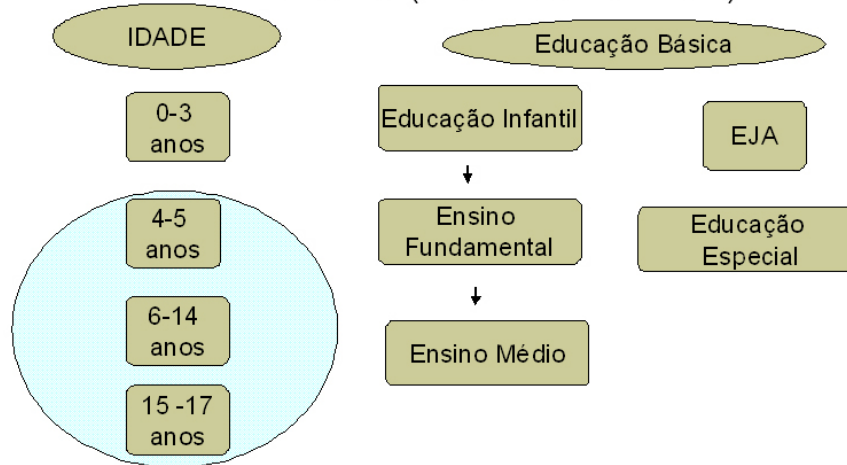 IDADE
Educação Básica
0-3
anos
Educação Infantil
EJA
4-5
anos
Ensino
Fundamental
Educação
Especial
6-14
anos
Ensino Médio
15 -17
anos